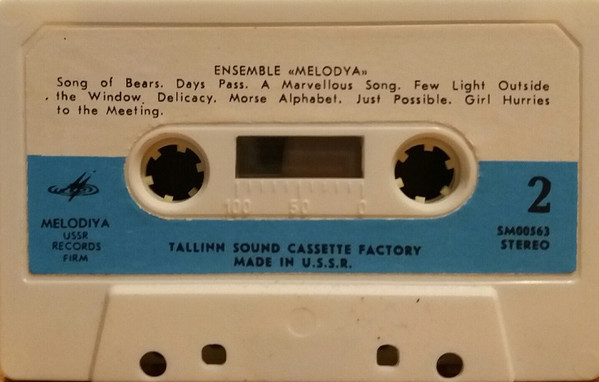 ENSEMBLE «MELODYA»
Song of Bears. Days Pass. A Marvellous Song. Few Light Outside
the Window. Delicacy. Morse Alphabet. Just Possible. Girl Hurries
to the Meeting.
100 50 0
2
MELODIYA
USSR
RECORDS
FIRM
SM00563
STEREO
TALLINN SOUND CASSETTE FACTORY
MADE IN U.S.S.R.